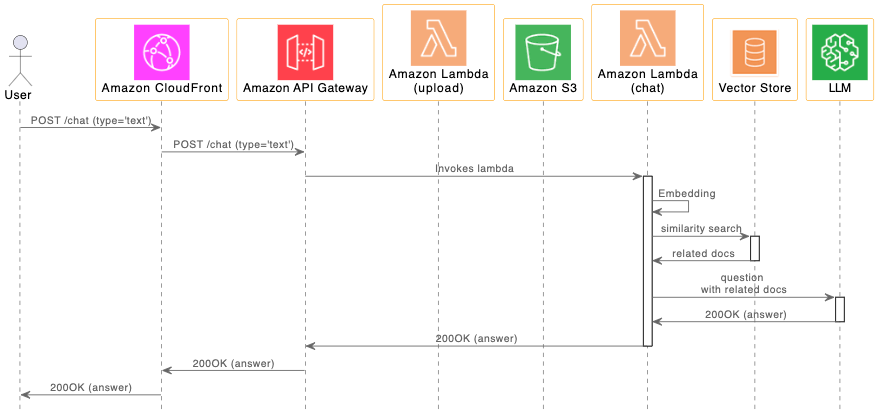 User
Amazon CloudFront
Amazon API Gateway
Amazon Lambda
(upload)
Amazon S3
Amazon Lambda
(chat)
Vector Store
LLM
POST /chat (type='text')
POST /chat (type='text')
Invokes lambda
Embedding
similarity search
related docs
question
with related docs
200OK (answer)
200OK (answer)
200OK (answer)
200OK (answer)